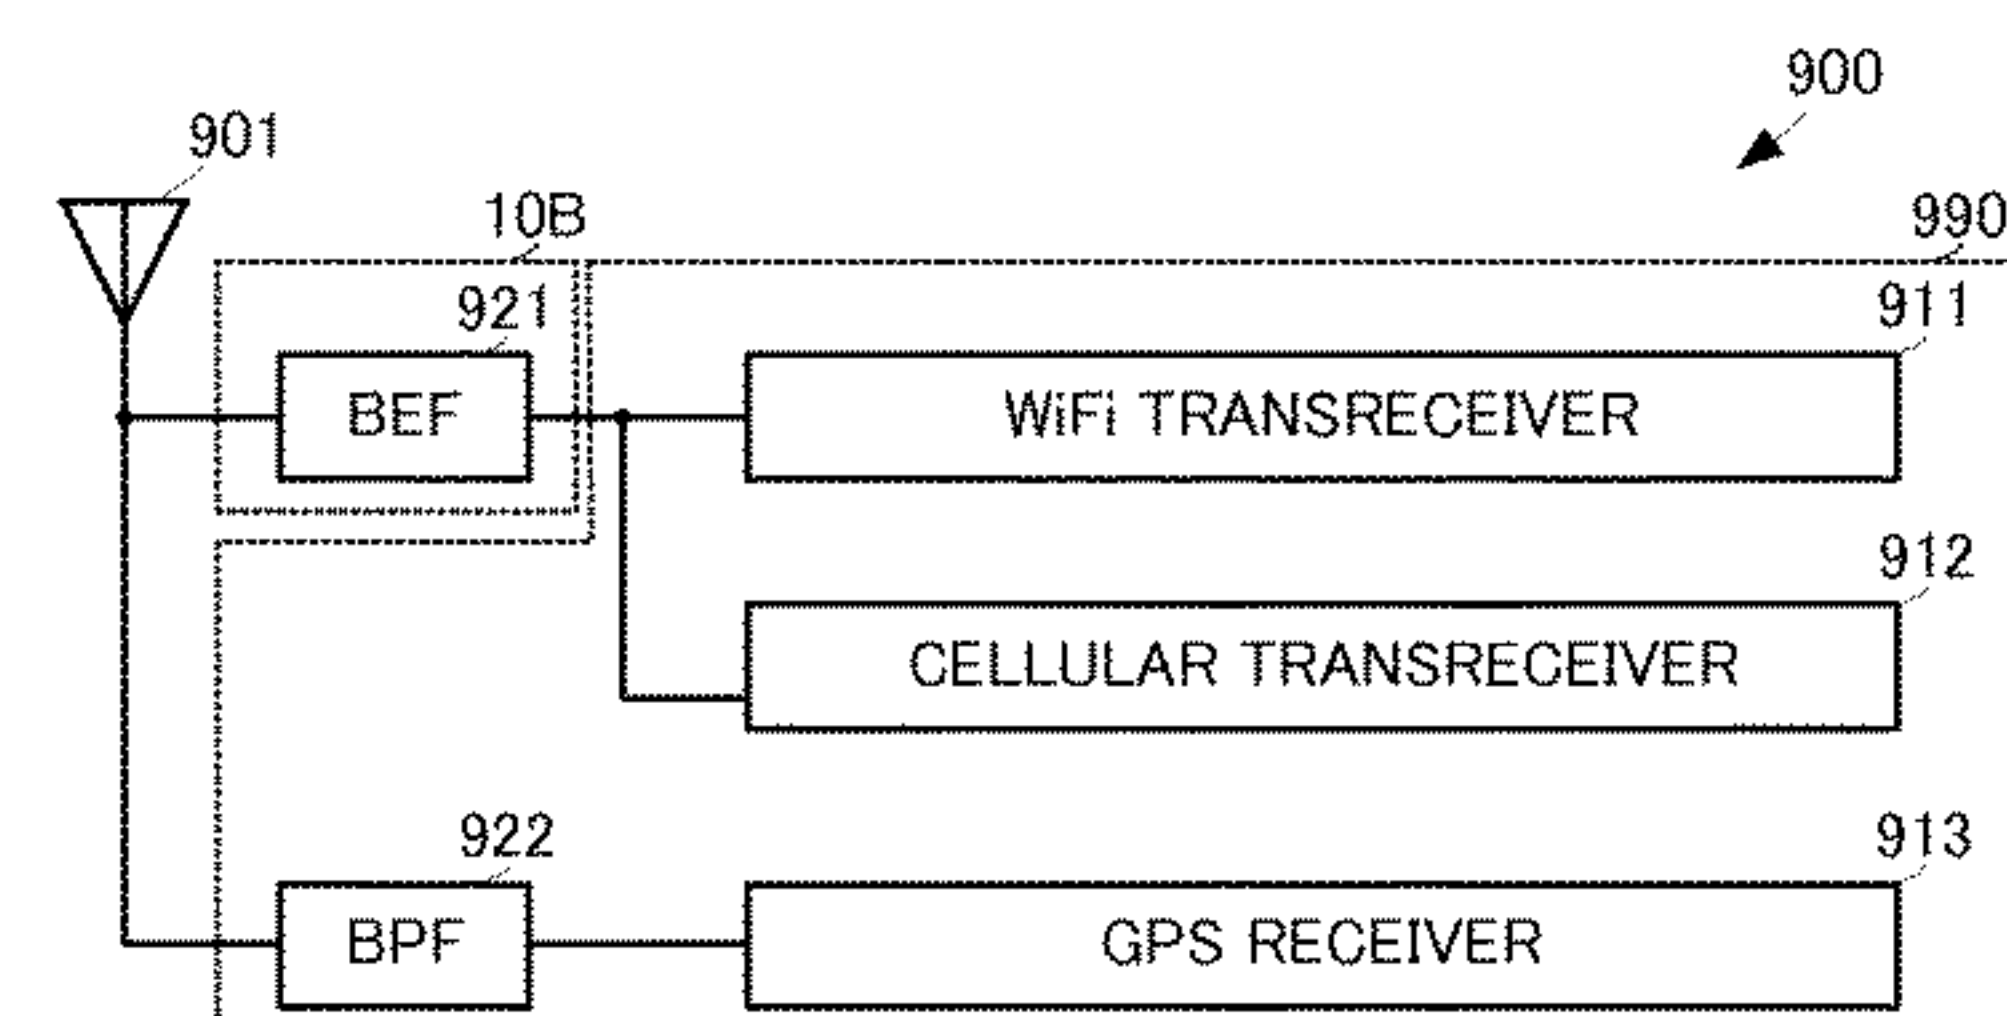 900
901
10B
990
921
911
BEF
WiFi TRANSRECEIVER
912
CELLULAR TRANSRECEIVER
922
913
BPF
GPS RECEIVER